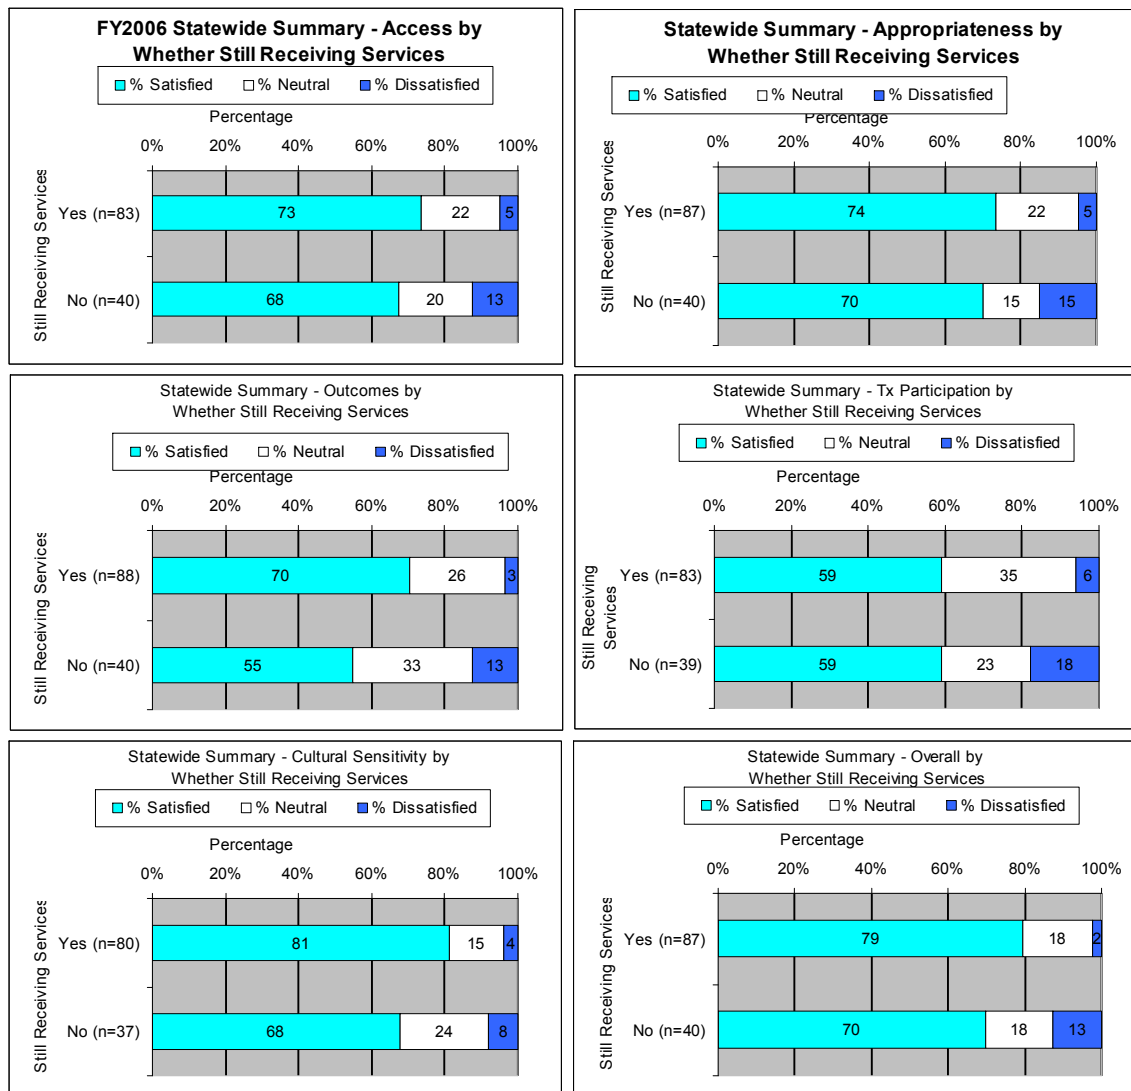 FY2006 Statewide Summary - Access by
Whether Still Receiving Services
% Satisfied % Neutral % Dissatisfied
Percentage
0% 20% 40% 60% 80% 100%
Still Receiving Services
Yes (n=83) 73 22 5
No (n=40) 68 20 13
Statewide Summary - Appropriateness by
Whether Still Receiving Services
% Satisfied % Neutral % Dissatisfied
Percentage
0% 20% 40% 60% 80% 100%
Still Receiving Services
Yes (n=87) 74 22 5
No (n=40) 70 15 15
Statewide Summary - Outcomes by
Whether Still Receiving Services
% Satisfied % Neutral % Dissatisfied
Percentage
0% 20% 40% 60% 80% 100%
Still Receiving Services
Yes (n=88) 70 26 3
No (n=40) 55 33 13
Statewide Summary - Tx Participation by
Whether Still Receiving Services
% Satisfied % Neutral % Dissatisfied
Percentage
0% 20% 40% 60% 80% 100%
Still Receiving
Services
Yes (n=83) 59 35 6
No (n=39) 59 23 18
Statewide Summary - Cultural Sensitivity by
Whether Still Receiving Services
% Satisfied % Neutral % Dissatisfied
Percentage
0% 20% 40% 60% 80% 100%
Still Receiving Services
Yes (n=80) 81 15 4
No (n=37) 68 24 8
Statewide Summary - Overall by
Whether Still Receiving Services
% Satisfied % Neutral % Dissatisfied
Percentage
0% 20% 40% 60% 80% 100%
Still Receiving Services
Yes (n=87) 79 18 2
No (n=40) 70 18 13